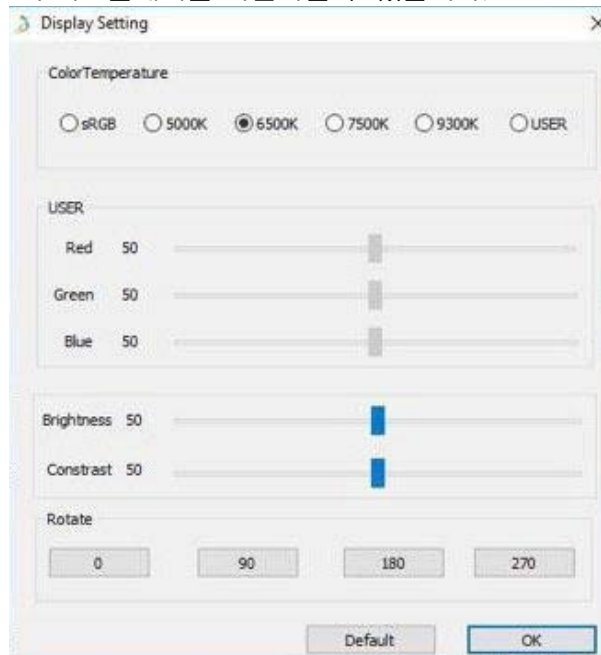 Display Setting
ColorTemperature
sRGB 5000K 6500K 7500K 9300K USER
USER
Red 50
Green 50
Blue 50
Brightness 50
Constrast 50
Rotate
0 90 180 270
Default OK